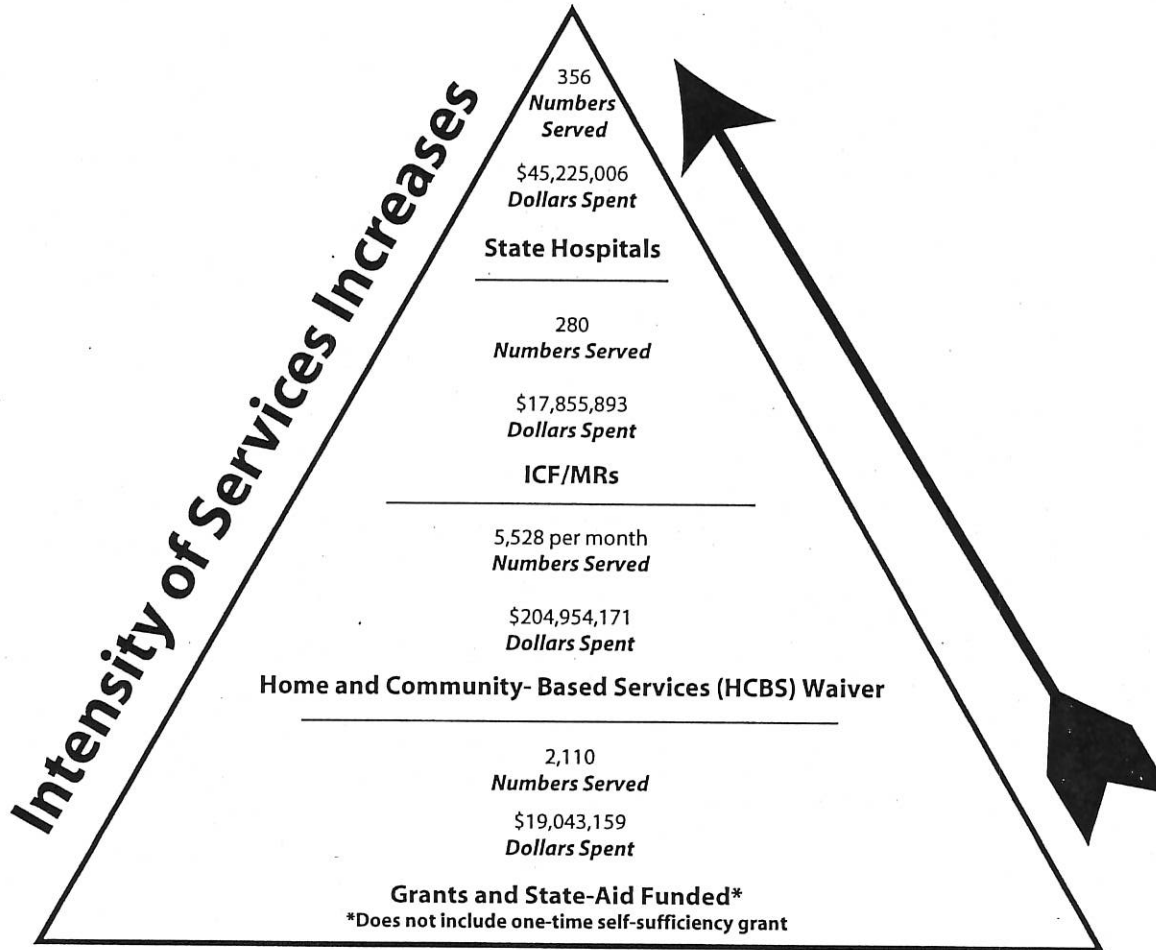 Intensity of Services Increases
356
Numbers
Served
$45,225,006
Dollars Spent
State Hospitals
280
Numbers Served
$17,855,893
Dollars Spent
ICF/MRs
5,528 per month
Numbers Served
$204,954,171
Dollars Spent
Home and Community- Based Services (HCBS) Waiver
2,110
Numbers Served
$19,043,159
Dollars Spent
Grants and State-Aid Funded*
*Does not include one-time self-sufficiency grant